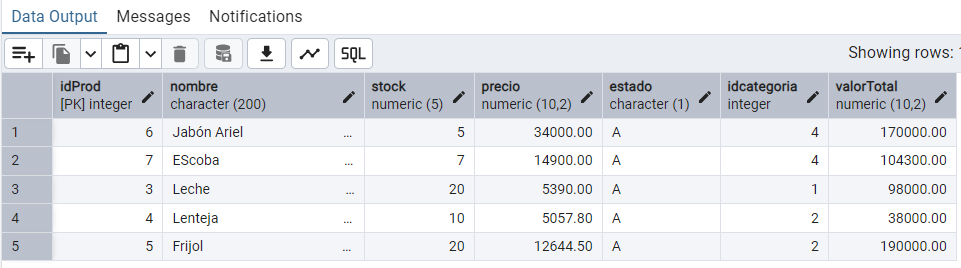 Data Output Messages Notifications
SQL Showing rows:
idProd nombre stock precio estado idcategoria valorTotal
[PK] integer character (200) numeric (5) numeric (10,2) character (1) integer numeric (10,2)
1 6 Jabón Ariel ... 5 34000.00 A 4 170000.00
2 7 EScoba ... 7 14900.00 A 4 104300.00
3 3 Leche ... 20 5390.00 A 1 98000.00
4 4 Lenteja ... 10 5057.80 A 2 38000.00
5 5 Frijol ... 20 12644.50 A 2 190000.00